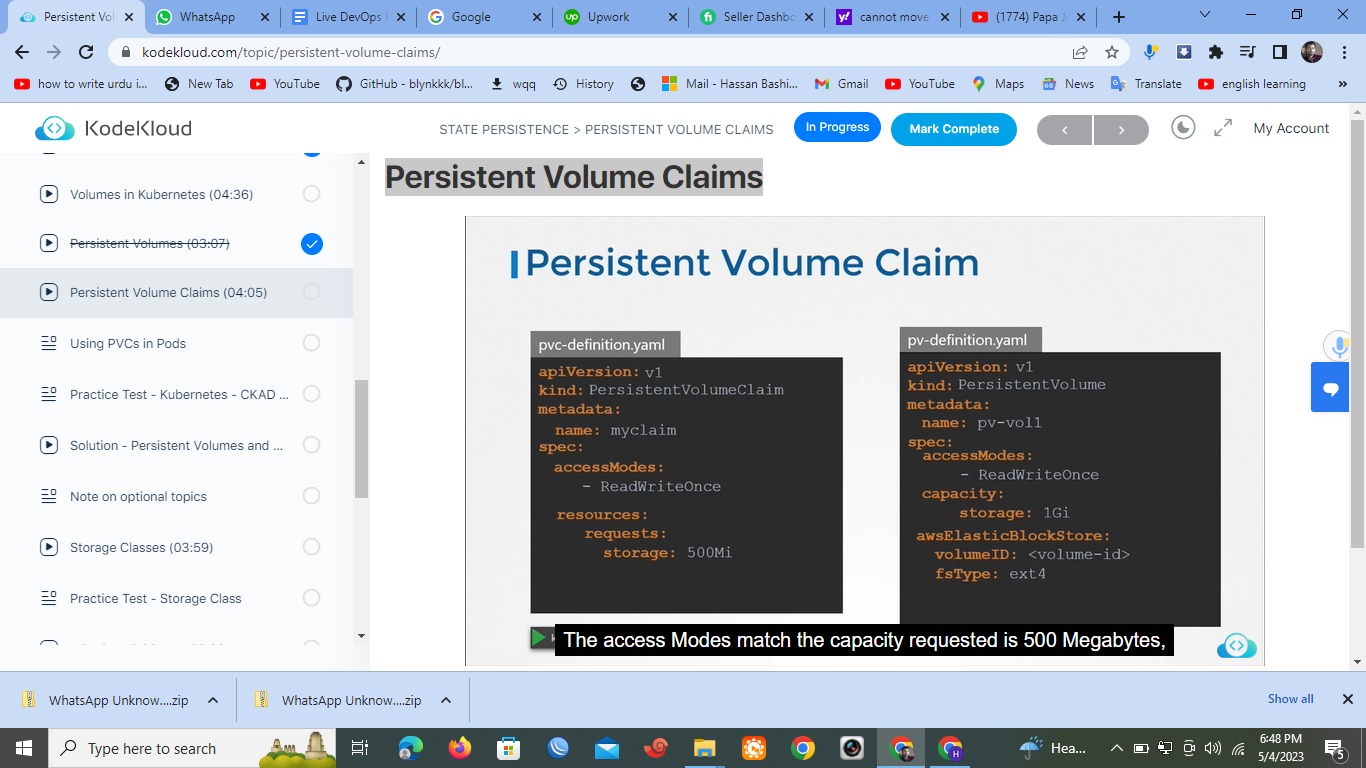 Persistent Vol
WhatsApp
Live DevOps
Google
Upwork
Seller Dashbo
cannot move
(1774) Papa J
kodekloud.com/topic/persistent-volume-claims/
how to write urdu i...
New Tab
YouTube
GitHub - blynkkk/bl...
wqq
History
Mail - Hassan Bashi...
Gmail
YouTube
Maps
News
Translate
english learning
»
KodeKloud
STATE PERSISTENCE > PERSISTENT VOLUME CLAIMS
In Progress
Mark Complete
My Account
Volumes in Kubernetes (04:36)
Persistent Volumes (03:07)
Persistent Volume Claims (04:05)
Using PVCs in Pods
Practice Test - Kubernetes - CKAD ...
Solution - Persistent Volumes and ...
Note on optional topics
Storage Classes (03:59)
Practice Test - Storage Class
Persistent Volume Claims
Persistent Volume Claim
pvc-definition.yaml
apiVersion: v1
kind: PersistentVolumeClaim
metadata:
name: myclaim
spec:
accessModes:
- ReadWriteOnce
resources:
requests:
storage: 500Mi
pv-definition.yaml
apiVersion: v1
kind: PersistentVolume
metadata:
name: pv-vol1
spec:
accessModes:
- ReadWriteOnce
capacity:
storage: 1Gi
awsElasticBlockStore:
volumeID: <volume-id>
fsType: ext4
The access Modes match the capacity requested is 500 Megabytes,
WhatsApp Unknow....zip
WhatsApp Unknow....zip
Show all
Type here to search
Hea...
6:48 PM
5/4/2023
5